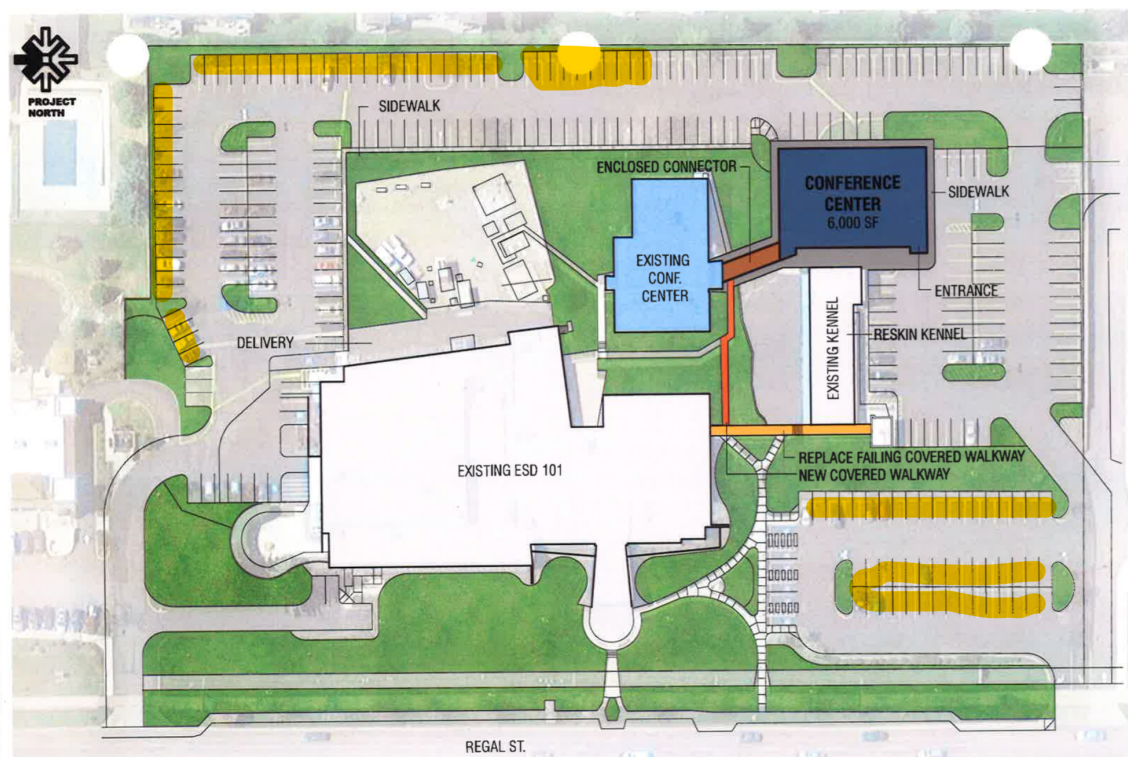 PROJECT
NORTH
SIDEWALK
ENCLOSED CONNECTOR
CONFERENCE
CENTER
6,000 SF
SIDEWALK
EXISTING
CONF.
CENTER
ENTRANCE
DELIVERY
EXISTING KENNEL
RESKIN KENNEL
EXISTING ESD 101
REPLACE FAILING COVERED WALKWAY
NEW COVERED WALKWAY
REGAL ST.